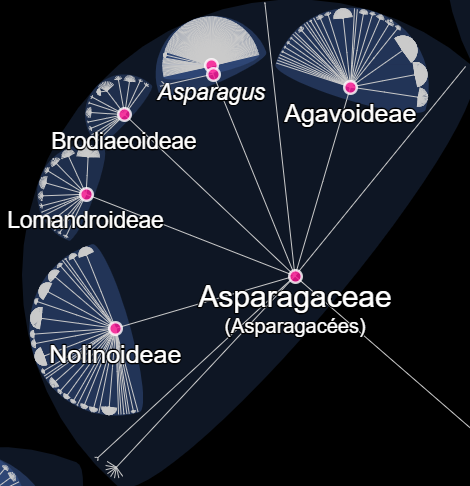 Asparagus
Agavoideae
Brodiaeoideae
Lomandroideae
Asparagaceae
(Asparagacées)
Nolinoideae